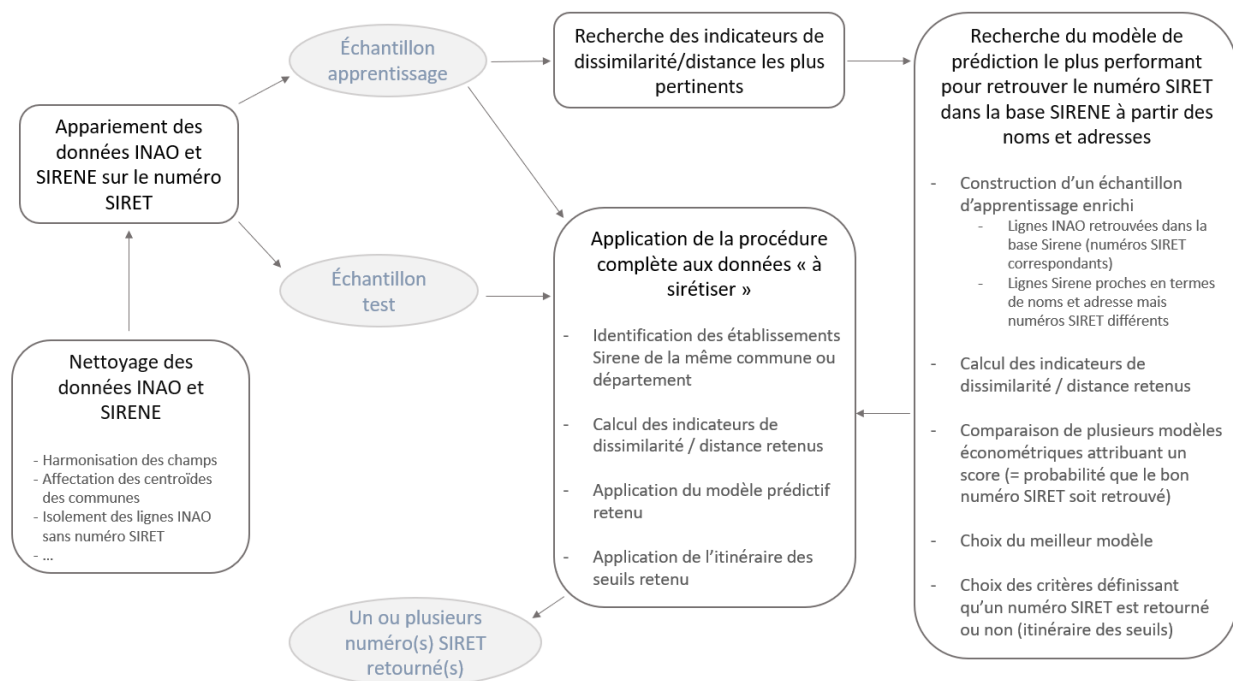 Nettoyage des
données INAO et
SIRENE
- Harmonisation des champs
- Affectation des centroïdes
des communes
- Isolement des lignes INAO
sans numéro SIRET
- ...
Appariement des
données INAO et
SIRENE sur le numéro
SIRET
Échantillon
apprentissage
Échantillon
test
Recherche des indicateurs de
dissimilarité/distance les plus
pertinents
Recherche du modèle de
prédiction le plus performant
pour retrouver le numéro SIRET
dans la base SIRENE à partir des
noms et adresses
- Construction d’un échantillon
d’apprentissage enrichi
- Lignes INAO retrouvées dans la
base Sirene (numéros SIRET
correspondants)
- Lignes Sirene proches en termes
de noms et adresse mais
numéros SIRET différents
- Calcul des indicateurs de
dissimilarité / distance retenus
- Comparaison de plusieurs modèles
économétriques attribuant un
score (= probabilité que le bon
numéro SIRET soit retrouvé)
- Choix du meilleur modèle
- Choix des critères définissant
qu’un numéro SIRET est retourné
ou non (itinéraire des seuils)
Application de la procédure
complète aux données « à
sirétiser »
- Identification des établissements
Sirene de la même commune ou
département
- Calcul des indicateurs de
dissimilarité / distance retenus
- Application du modèle prédictif
retenu
- Application de l’itinéraire des
seuils retenu
Un ou plusieurs
numéro(s) SIRET
retourné(s)